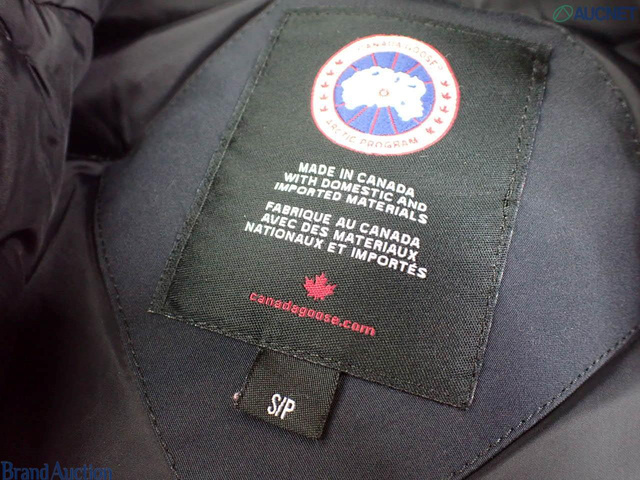 AUCNET
CANADA GOOSE®
ARCTIC PROGRAM
MADE IN CANADA
WITH DOMESTIC AND
IMPORTED MATERIALS
FABRIQUE AU CANADA
AVEC DES MATERIAUX
NATIONAUX ET IMPORTÉS
canadagoose.com
S/P
Brand Auction